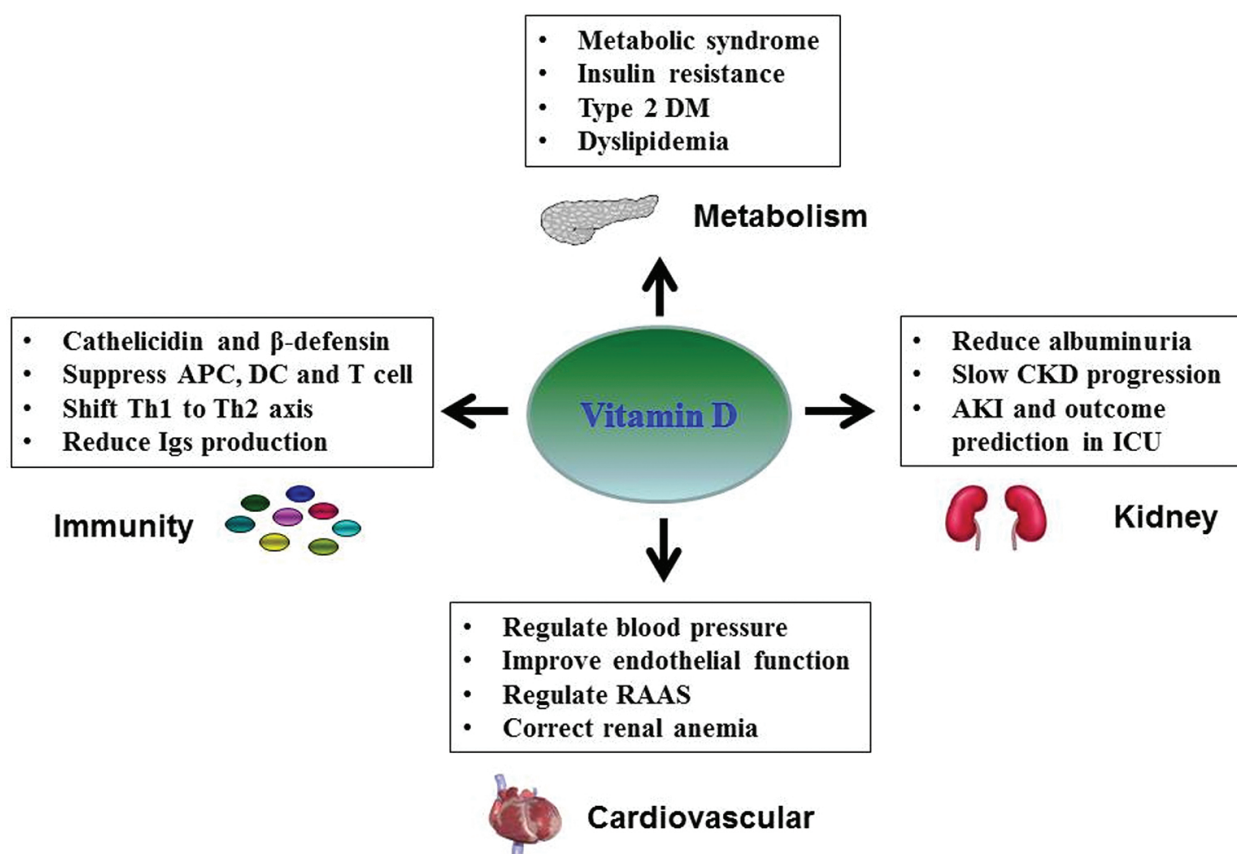 • Metabolic syndrome
• Insulin resistance
• Type 2 DM
• Dyslipidemia
Metabolism
• Cathelicidin and β-defensin
• Suppress APC, DC and T cell
• Shift Th1 to Th2 axis
• Reduce Igs production
Immunity
Vitamin D
• Reduce albuminuria
• Slow CKD progression
• AKI and outcome
prediction in ICU
Kidney
• Regulate blood pressure
• Improve endothelial function
• Regulate RAAS
• Correct renal anemia
Cardiovascular